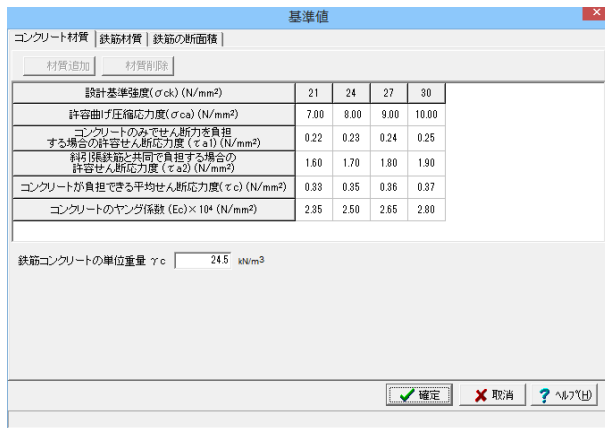 基準値
コンクリート材質 鉄筋材質 鉄筋の断面積
材質追加 材質削除
設計基準強度(σck) (N/mm²) 21 24 27 30
許容曲げ圧縮応力度(σca) (N/mm²) 7.00 8.00 9.00 10.00
コンクリートのみでせん断力を負担
する場合の許容せん断応力度 (τa1) (N/mm²) 0.22 0.23 0.24 0.25
斜引張鉄筋と共同で負担する場合の
許容せん断応力度 (τa2) (N/mm²) 1.60 1.70 1.80 1.90
コンクリートが負担できる平均せん断応力度(τc) (N/mm²) 0.33 0.35 0.36 0.37
コンクリートのヤング係数 (Ec)×10⁴ (N/mm²) 2.35 2.50 2.65 2.80
鉄筋コンクリートの単位重量 γc 24.5 kN/m³
確定 取消 ? ヘルプ(H)